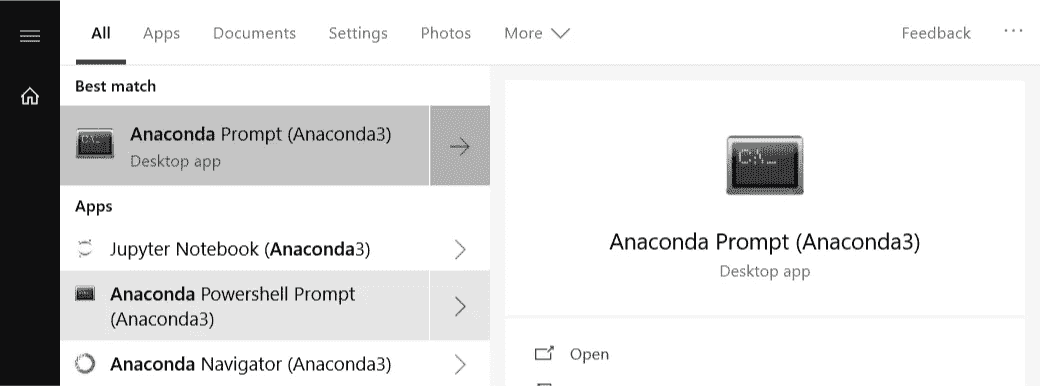 All Apps Documents Settings Photos More Feedback ...
Best match
Anaconda Prompt (Anaconda3)
Desktop app
Apps
Jupyter Notebook (Anaconda3)
Anaconda Powershell Prompt
(Anaconda3)
Anaconda Navigator (Anaconda3)
C:\_
Anaconda Prompt (Anaconda3)
Desktop app
Open